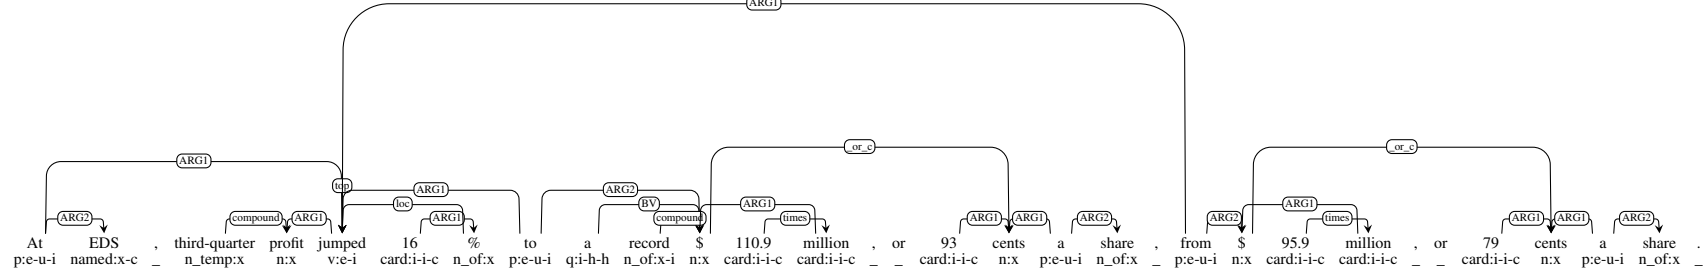 ARG1
_or_c _or_c
ARG1
top ARG1 ARG2
loc BV compound ARG1 ARG1
ARG2 compound ARG1 ARG1 times ARG1 ARG1 ARG2 ARG2 times ARG1 ARG1 ARG2
At EDS , third-quarter profit jumped 16 % to a record $ 110.9 million , or 93 cents a share , from $ 95.9 million , or 79 cents a share .
p:e-u-i named:x-c _ n_temp:x n:x v:e-i card:i-i-c n_of:x p:e-u-i q:i-h-h n_of:x-i n:x card:i-i-c card:i-i-c _ _ card:i-i-c n:x p:e-u-i n_of:x _ p:e-u-i n:x card:i-i-c card:i-i-c _ _ card:i-i-c n:x p:e-u-i n_of:x _